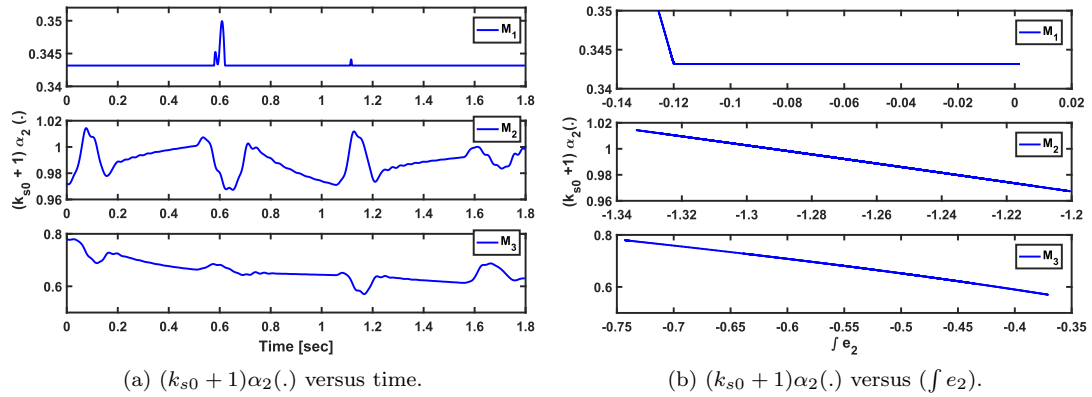 0.35
0.345
0.34
M1
0 0.2 0.4 0.6 0.8 1 1.2 1.4 1.6 1.8
(ks0 + 1) α2(.)
1.02
1
0.98
0.96
M2
0 0.2 0.4 0.6 0.8 1 1.2 1.4 1.6 1.8
0.8
0.6
M3
0 0.2 0.4 0.6 0.8 1 1.2 1.4 1.6 1.8
Time [sec]
(a) (ks0 + 1)α2(.) versus time.
0.35
0.345
0.34
M1
-0.14 -0.12 -0.1 -0.08 -0.06 -0.04 -0.02 0 0.02
(ks0 +1) α2(.)
1.02
1
0.98
0.96
M2
-1.34 -1.32 -1.3 -1.28 -1.26 -1.24 -1.22 -1.2
0.8
0.6
M3
-0.75 -0.7 -0.65 -0.6 -0.55 -0.5 -0.45 -0.4 -0.35
∫ e2
(b) (ks0 + 1)α2(.) versus (∫ e2).